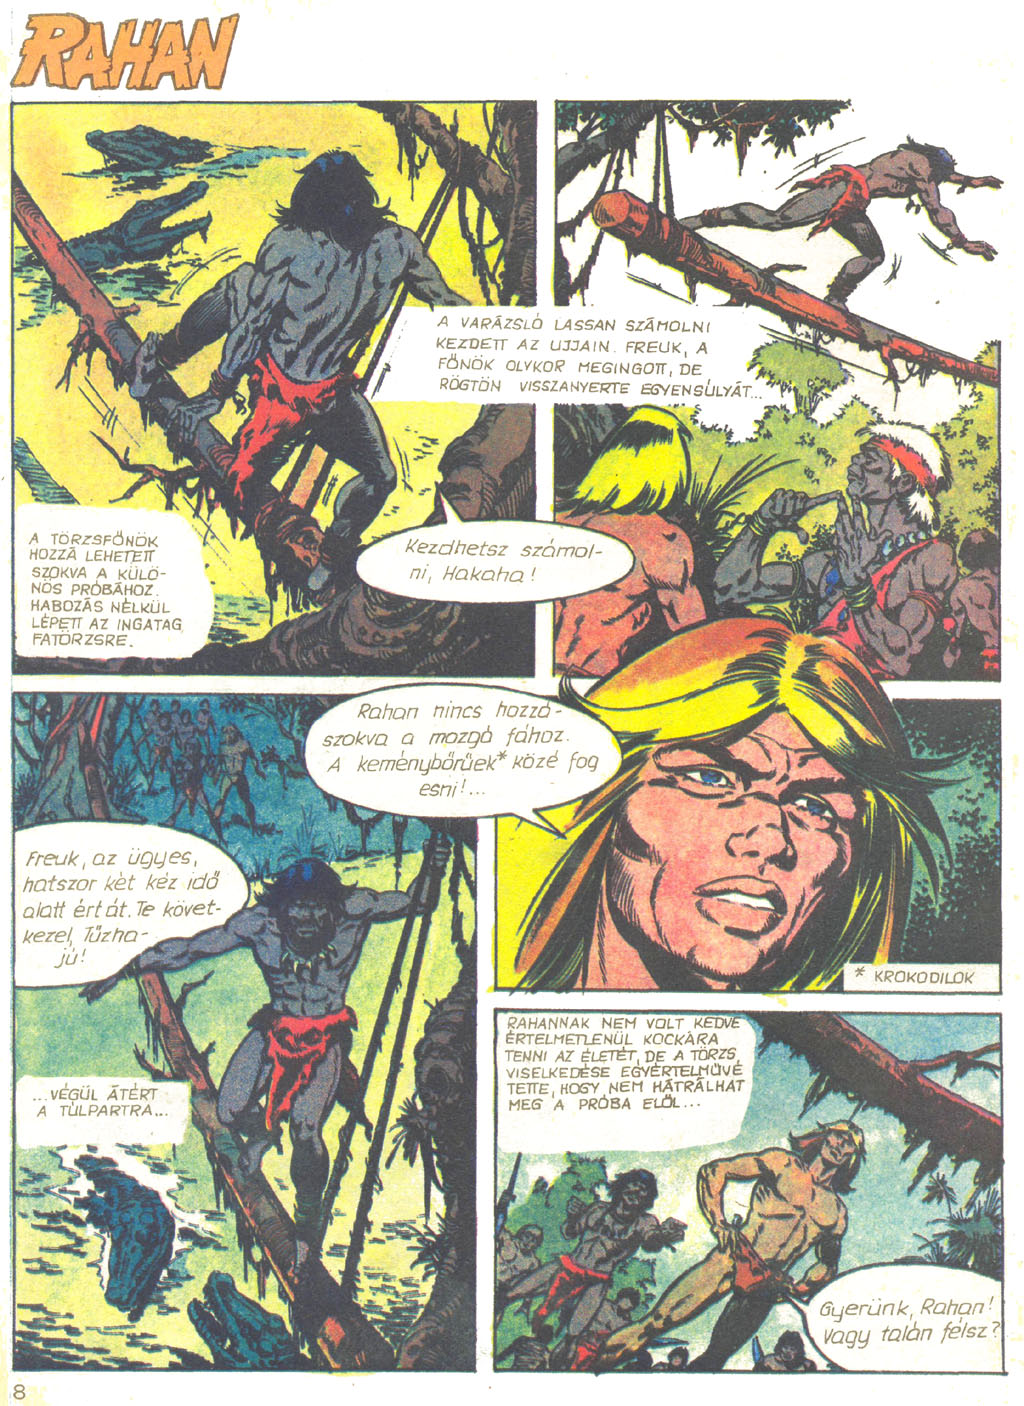 RAHAN
A TÖRZSFŐNÖK
HOZZÁ LEHETETT
SZOKVA A KÜLÖ-
NÖS PRÓBÁHOZ.
HABOZÁS NÉLKÜL
LÉPETT AZ INGATAG
FATÖRZSRE.
Kezdhetsz számol-
ni, Hakaha!
A VARÁZSLÓ LASSAN SZÁMOLNI
KEZDETT AZ UJJAIN. FREUK, A
FŐNÖK OLYKOR MEGINGOTT, DE
RÖGTÖN VISSZANYERTE EGYENSÚLYÁT...
Freuk, az ügyes,
hatszor két kéz idő
alatt ért át. Te követ-
kezel, Tűzha-
jú!
...VÉGÜL ÁTÉRT
A TÚLPARTRA...
Rahan nincs hozzá-
szokva a mozgó fához.
A keménybőrűek* közé fog
esni!...
* KROKODILOK
RAHANNAK NEM VOLT KEDVE
ÉRTELMETLENÜL KOCKÁRA
TENNI AZ ÉLETÉT, DE A TÖRZS
VISELKEDÉSE EGYÉRTELMŰVÉ
TETTE, HOGY NEM HÁTRÁLHAT
MEG A PRÓBA ELŐL...
Gyerünk, Rahan!
Vagy talán félsz?
8